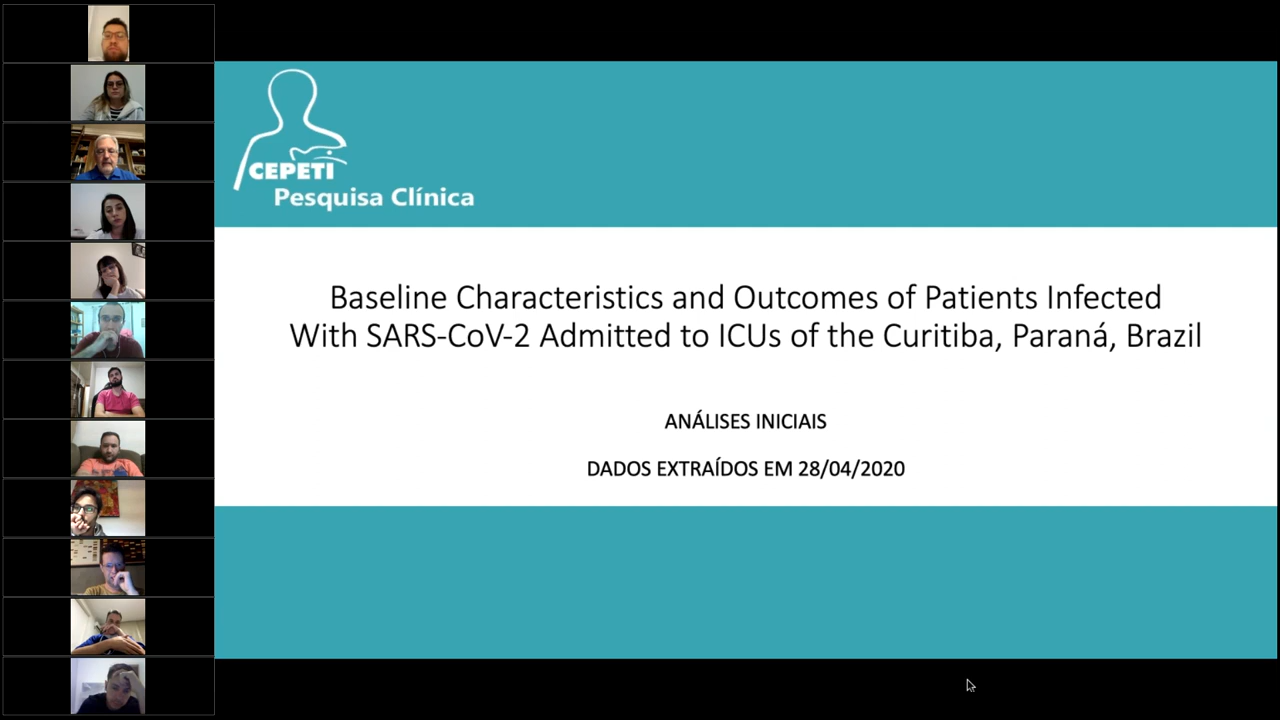 CEPETI
Pesquisa Clínica
Baseline Characteristics and Outcomes of Patients Infected
With SARS-CoV-2 Admitted to ICUs of the Curitiba, Paraná, Brazil
ANÁLISES INICIAIS
DADOS EXTRAÍDOS EM 28/04/2020